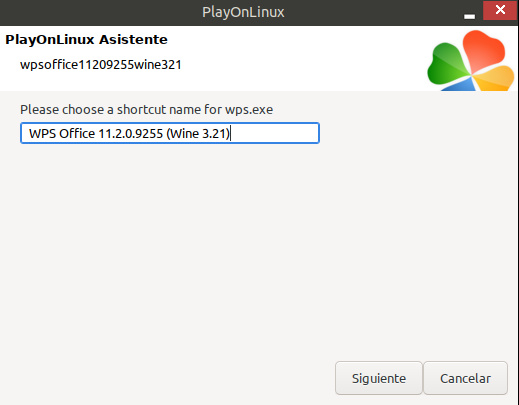 PlayOnLinux
PlayOnLinux Asistente
wpsoffice11209255wine321
Please choose a shortcut name for wps.exe
WPS Office 11.2.0.9255 (Wine 3.21)
Siguiente
Cancelar